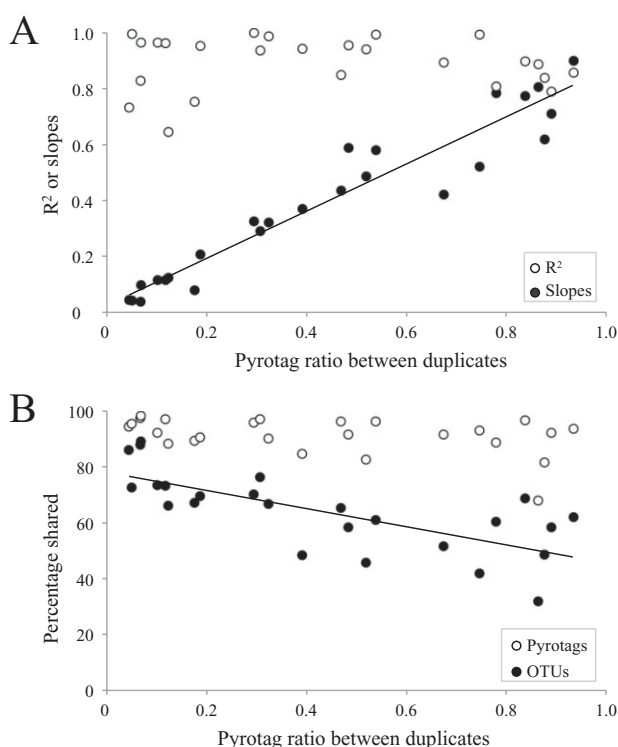 A
1.0
0.8
0.6
0.4
0.2
0
R² or slopes
R²
Slopes
0 0.2 0.4 0.6 0.8 1.0
Pyrotag ratio between duplicates
B
100
80
60
40
20
0
Percentage shared
Pyrotags
OTUs
0 0.2 0.4 0.6 0.8 1.0
Pyrotag ratio between duplicates